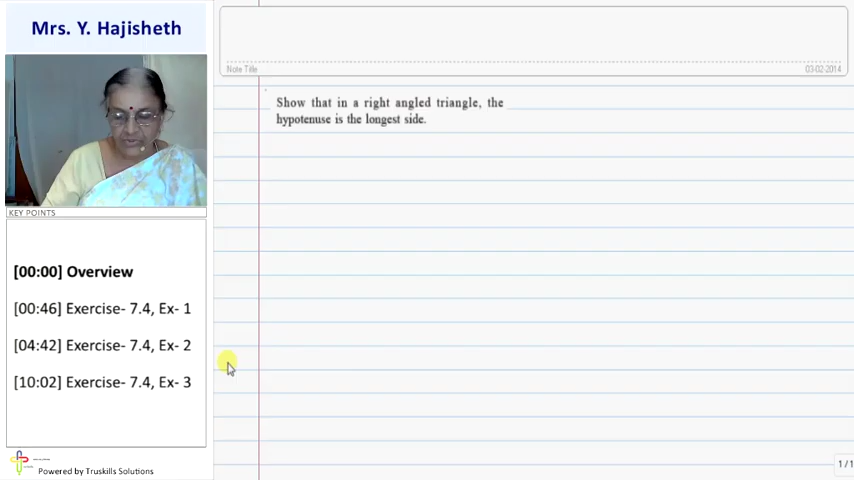 Mrs. Y. Hajisheth
KEY POINTS
[00:00] Overview
[00:46] Exercise- 7.4, Ex- 1
[04:42] Exercise- 7.4, Ex- 2
[10:02] Exercise- 7.4, Ex- 3
Powered by Truskills Solutions
Note Title
03-02-2014
Show that in a right angled triangle, the
hypotenuse is the longest side.
1/1